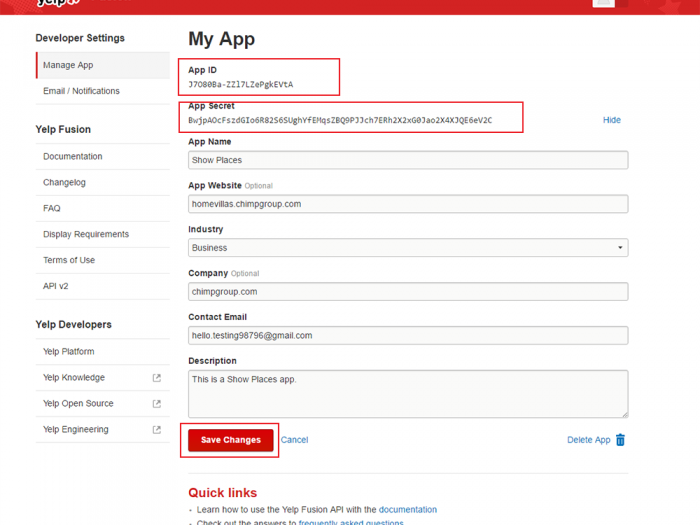 yelp
Developer Settings
Manage App
Email / Notifications
Yelp Fusion
Documentation
Changelog
FAQ
Display Requirements
Terms of Use
API v2
Yelp Developers
Yelp Platform
Yelp Knowledge
Yelp Open Source
Yelp Engineering
My App
App ID
J7O80Ba-ZZl7LZePgkEVtA
App Secret
BwjpAOcFszdGIo6R82S6SUghYfEMqsZBQ9PJJch7ERh2X2xG0Jao2X4XJQE6eV2C
Hide
App Name
Show Places
App Website Optional
homevillas.chimpgroup.com
Industry
Business
Company Optional
chimpgroup.com
Contact Email
hello.testing98796@gmail.com
Description
This is a Show Places app.
Save Changes Cancel
Delete App
Quick links
Learn how to use the Yelp Fusion API with the documentation
Check out the answers to frequently asked questions